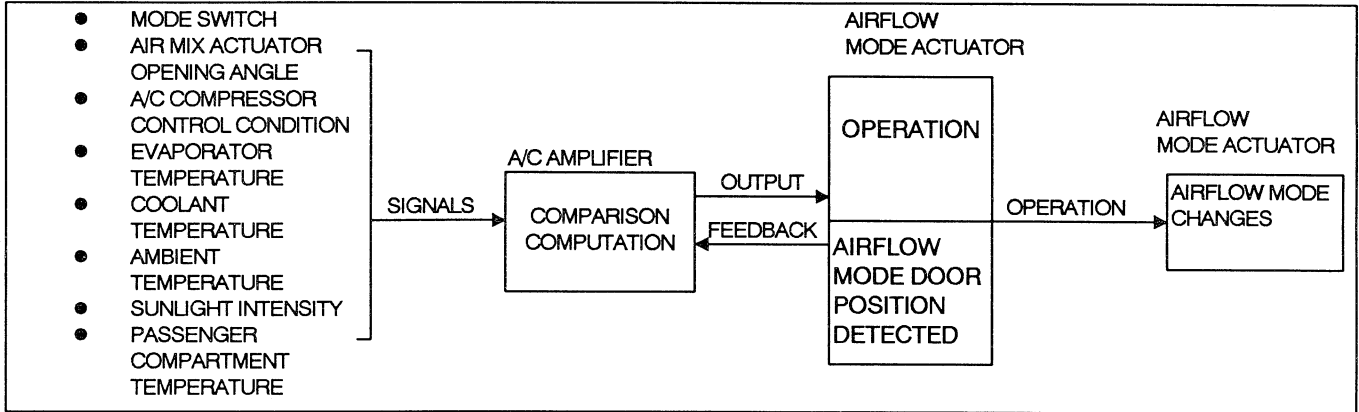 ● MODE SWITCH
● AIR MIX ACTUATOR
OPENING ANGLE
● A/C COMPRESSOR
CONTROL CONDITION
● EVAPORATOR
TEMPERATURE
● COOLANT
TEMPERATURE
● AMBIENT
TEMPERATURE
● SUNLIGHT INTENSITY
● PASSENGER
COMPARTMENT
TEMPERATURE
SIGNALS
A/C AMPLIFIER
COMPARISON
COMPUTATION
OUTPUT
FEEDBACK
AIRFLOW
MODE ACTUATOR
OPERATION
AIRFLOW
MODE DOOR
POSITION
DETECTED
OPERATION
AIRFLOW
MODE ACTUATOR
AIRFLOW MODE
CHANGES